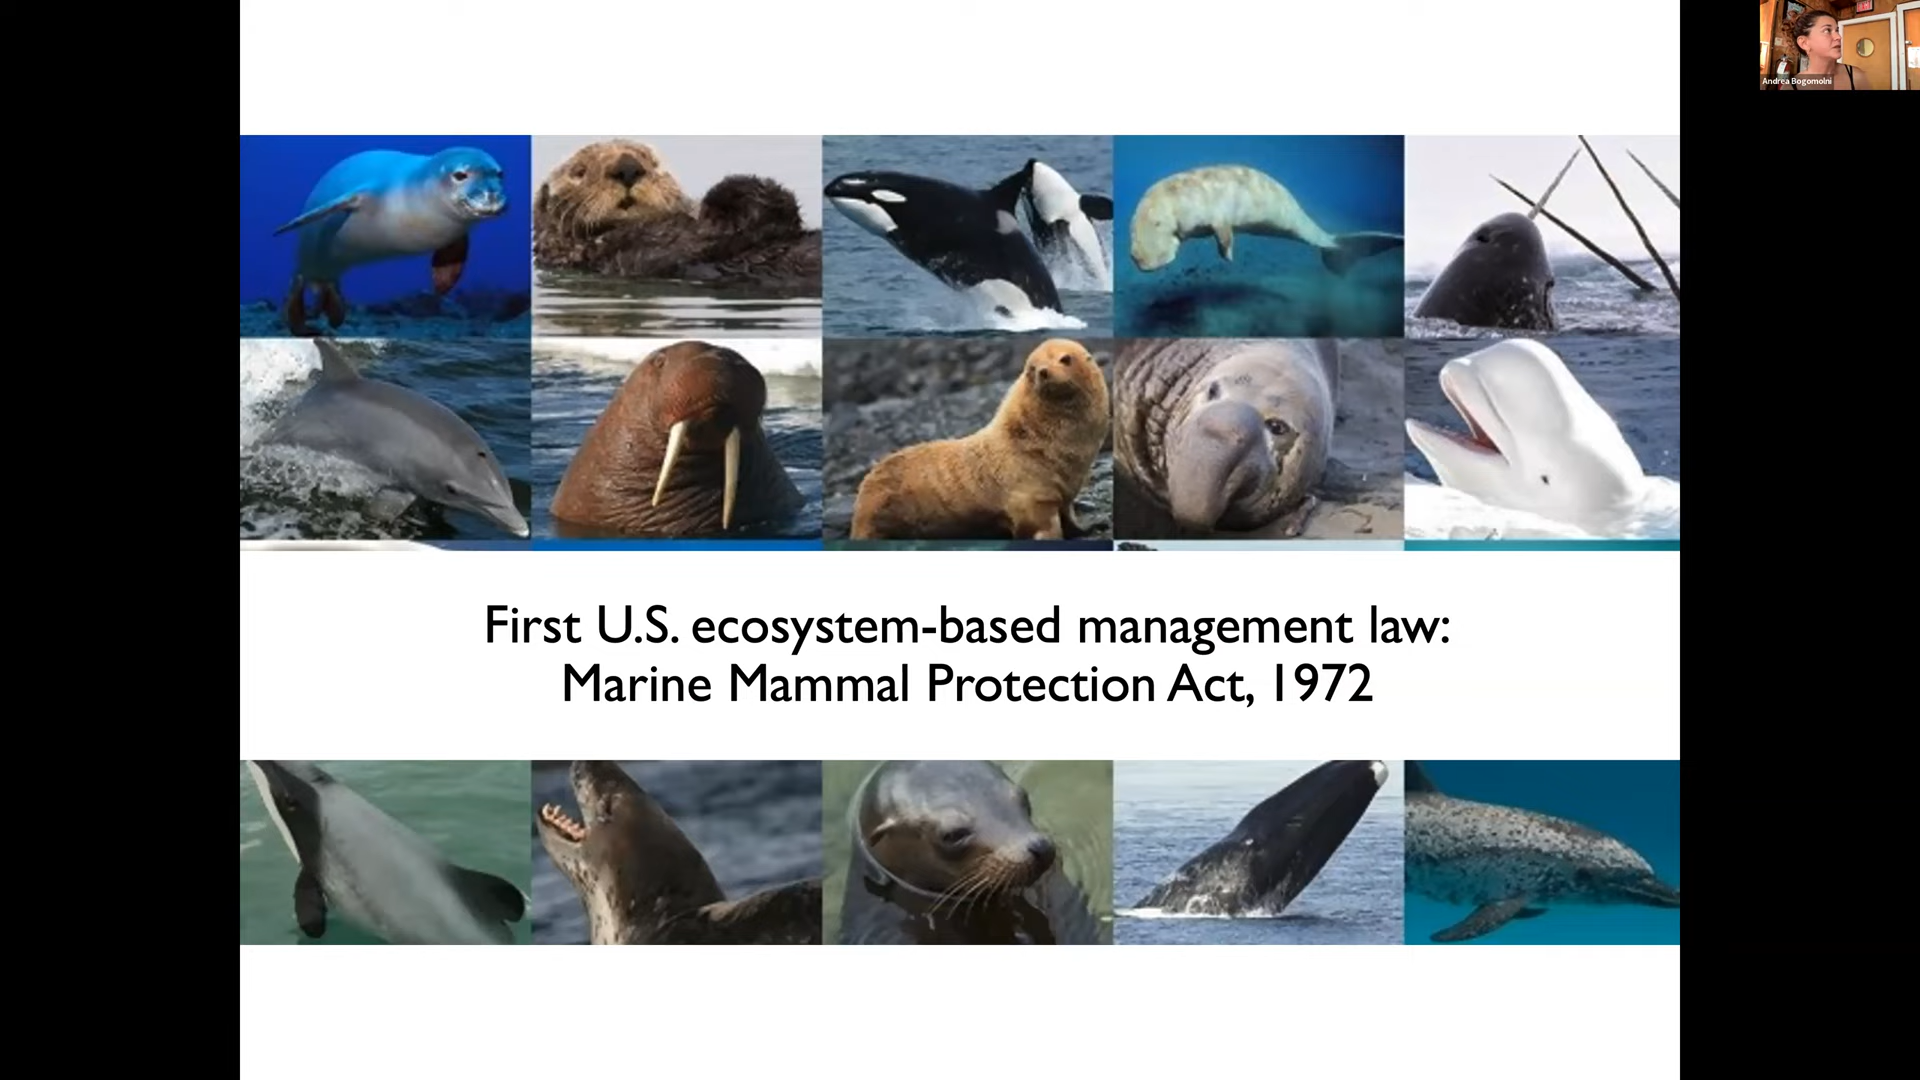 Andrea Bogomolni
First U.S. ecosystem-based management law:
Marine Mammal Protection Act, 1972